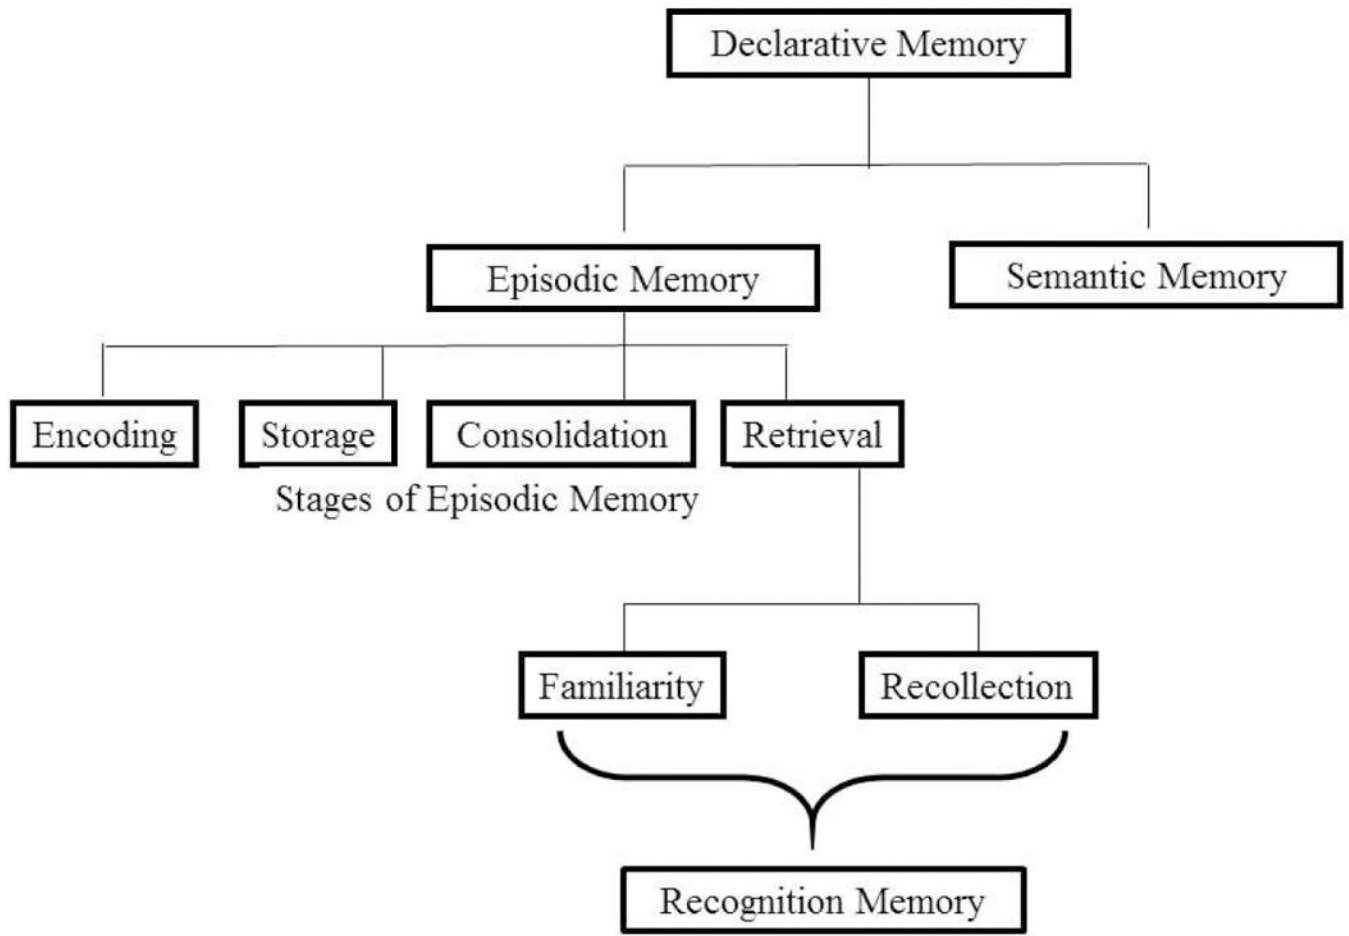 Declarative Memory
Episodic Memory
Semantic Memory
Encoding
Storage
Consolidation
Retrieval
Stages of Episodic Memory
Familiarity
Recollection
Recognition Memory